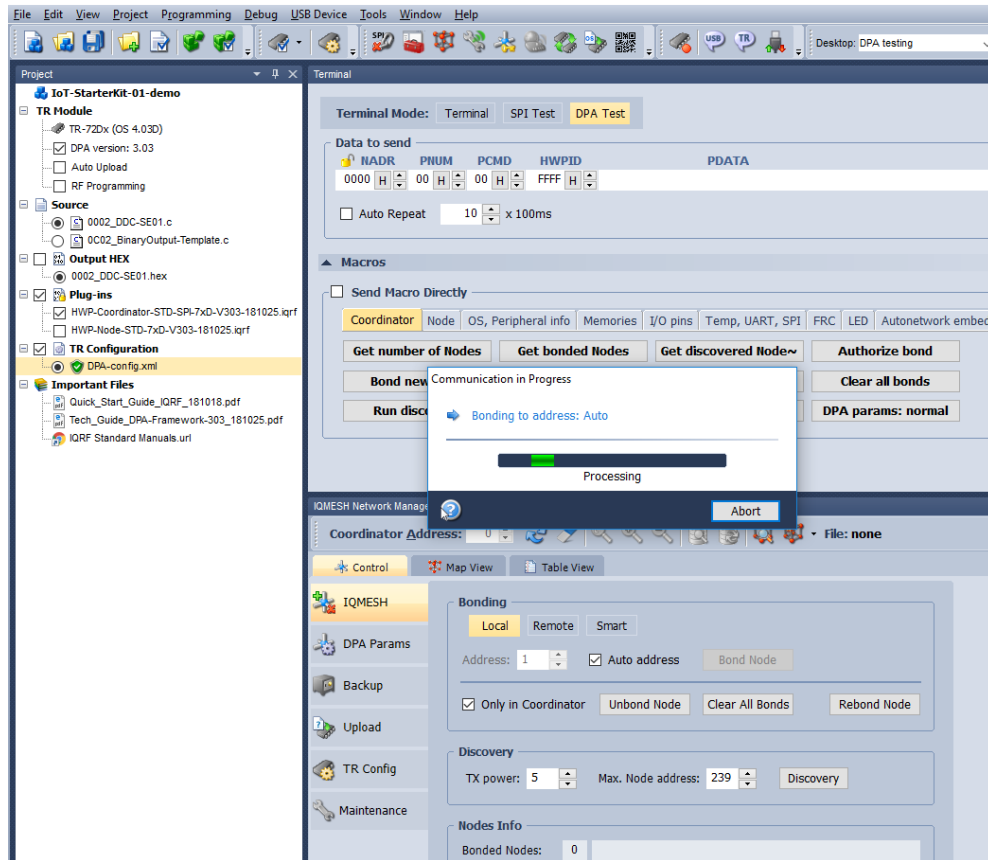 File Edit View Project Programming Debug USB Device Tools Window Help
Desktop: DPA testing
Project
Terminal
IoT-StarterKit-01-demo
TR Module
TR-72Dx (OS 4.03D)
DPA version: 3.03
Auto Upload
RF Programming
Source
0002_DDC-SE01.c
0C02_BinaryOutput-Template.c
Output HEX
0002_DDC-SE01.hex
Plug-ins
HWP-Coordinator-STD-SPI-7xD-V303-181025.iqrf
HWP-Node-STD-7xD-V303-181025.iqrf
TR Configuration
DPA-config.xml
Important Files
Quick_Start_Guide_IQRF_181018.pdf
Tech_Guide_DPA-Framework-303_181025.pdf
IQRF Standard Manuals.url
Terminal Mode: Terminal SPI Test DPA Test
Data to send
NADR PNUM PCMD HWPID PDATA
0000 H 00 H 00 H FFFF H
Auto Repeat 10 x 100ms
Macros
Send Macro Directly
Coordinator Node OS, Peripheral info Memories I/O pins Temp, UART, SPI FRC LED Autonetwork embed
Get number of Nodes Get bonded Nodes Get discovered Node~ Authorize bond
Bond new Clear all bonds
Run disco DPA params: normal
Communication in Progress
Bonding to address: Auto
Processing
Abort
IQMESH Network Manage
Coordinator Address: 0 File: none
Control Map View Table View
IQMESH
DPA Params
Backup
Upload
TR Config
Maintenance
Bonding
Local Remote Smart
Address: 1 Auto address Bond Node
Only in Coordinator Unbond Node Clear All Bonds Rebond Node
Discovery
TX power: 5 Max. Node address: 239 Discovery
Nodes Info
Bonded Nodes: 0